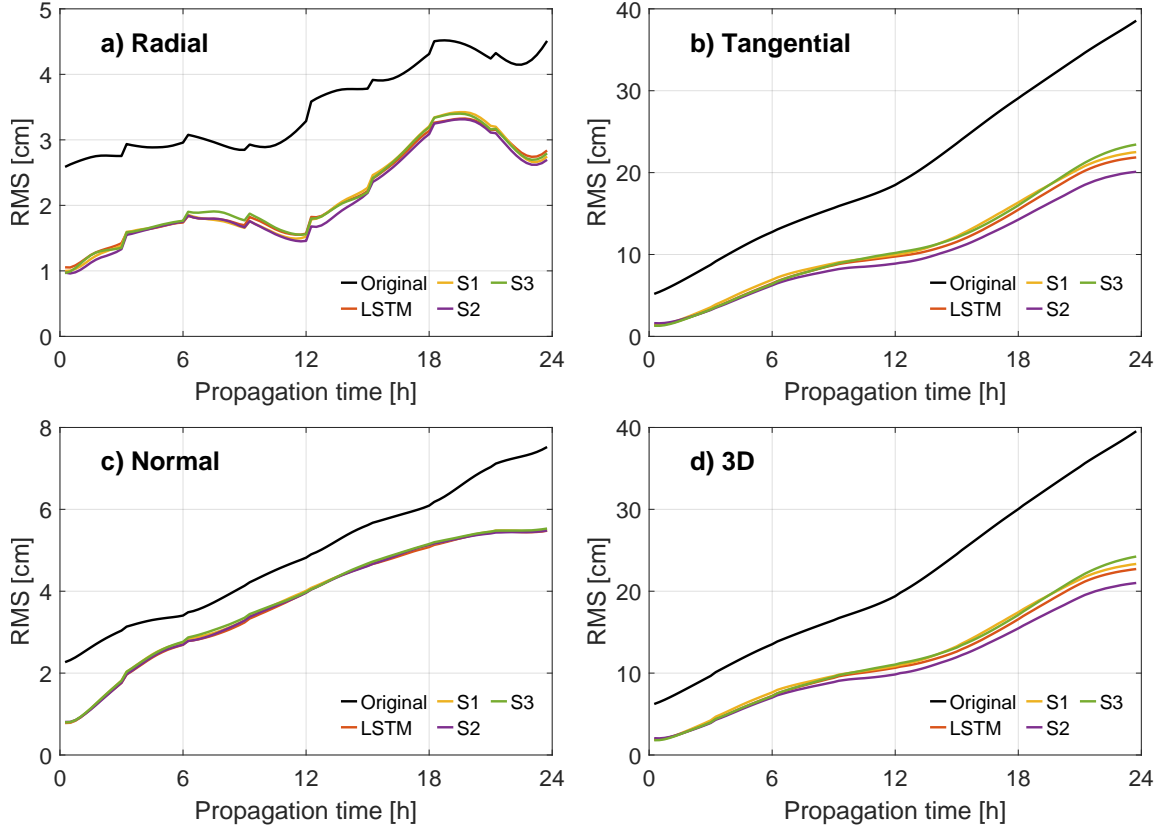 a) Radial
RMS [cm]
5
4
3
2
1
0
Original S1 S3
LSTM S2
0 6 12 18 24
Propagation time [h]
b) Tangential
RMS [cm]
40
30
20
10
0
Original S1 S3
LSTM S2
0 6 12 18 24
Propagation time [h]
c) Normal
RMS [cm]
8
6
4
2
0
Original S1 S3
LSTM S2
0 6 12 18 24
Propagation time [h]
d) 3D
RMS [cm]
40
30
20
10
0
Original S1 S3
LSTM S2
0 6 12 18 24
Propagation time [h]